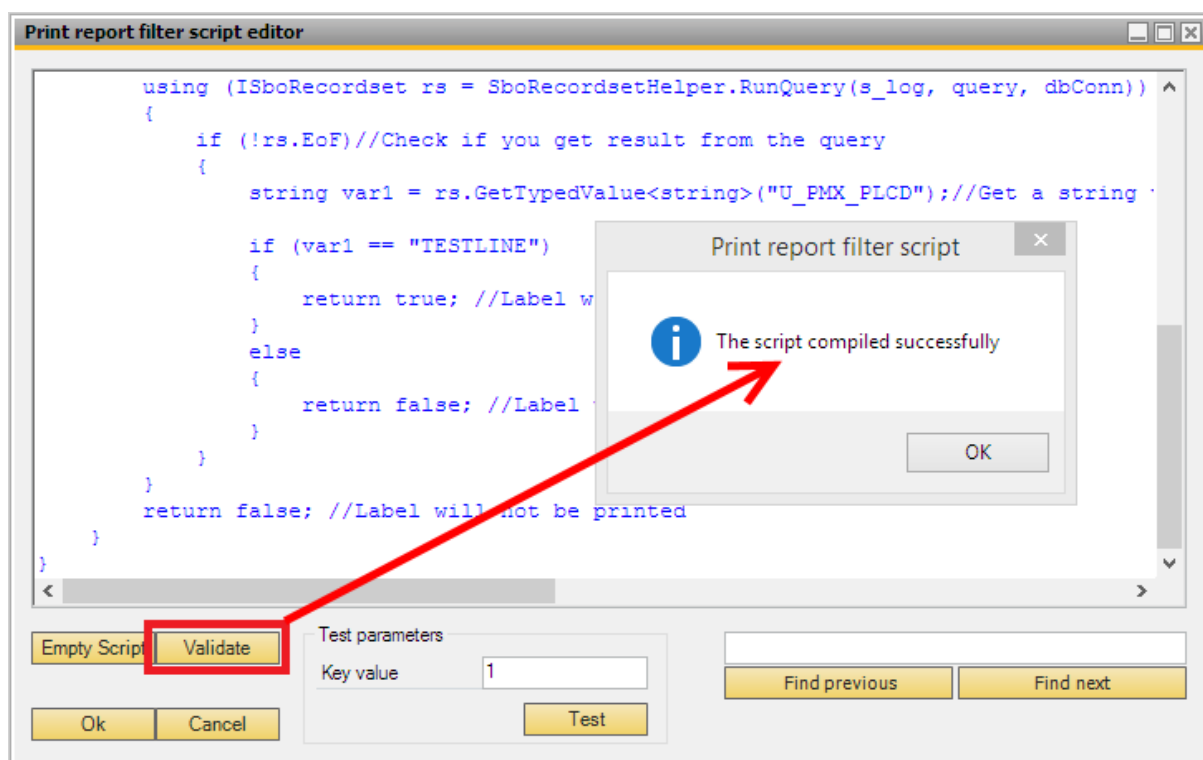 Print report filter script editor
using (ISboRecordset rs = SboRecordsetHelper.RunQuery(s_log, query, dbConn))
{
if (!rs.EoF)//Check if you get result from the query
{
string var1 = rs.GetTypedValue<string>("U_PMX_PLCD");//Get a string
if (var1 == "TESTLINE")
{
return true; //Label
}
else
{
return false; //Label
}
}
}
return false; //Label will not be printed
}
}
Print report filter script
The script compiled successfully
OK
Empty Script
Validate
Test parameters
Key value
1
Test
Find previous
Find next
Ok
Cancel